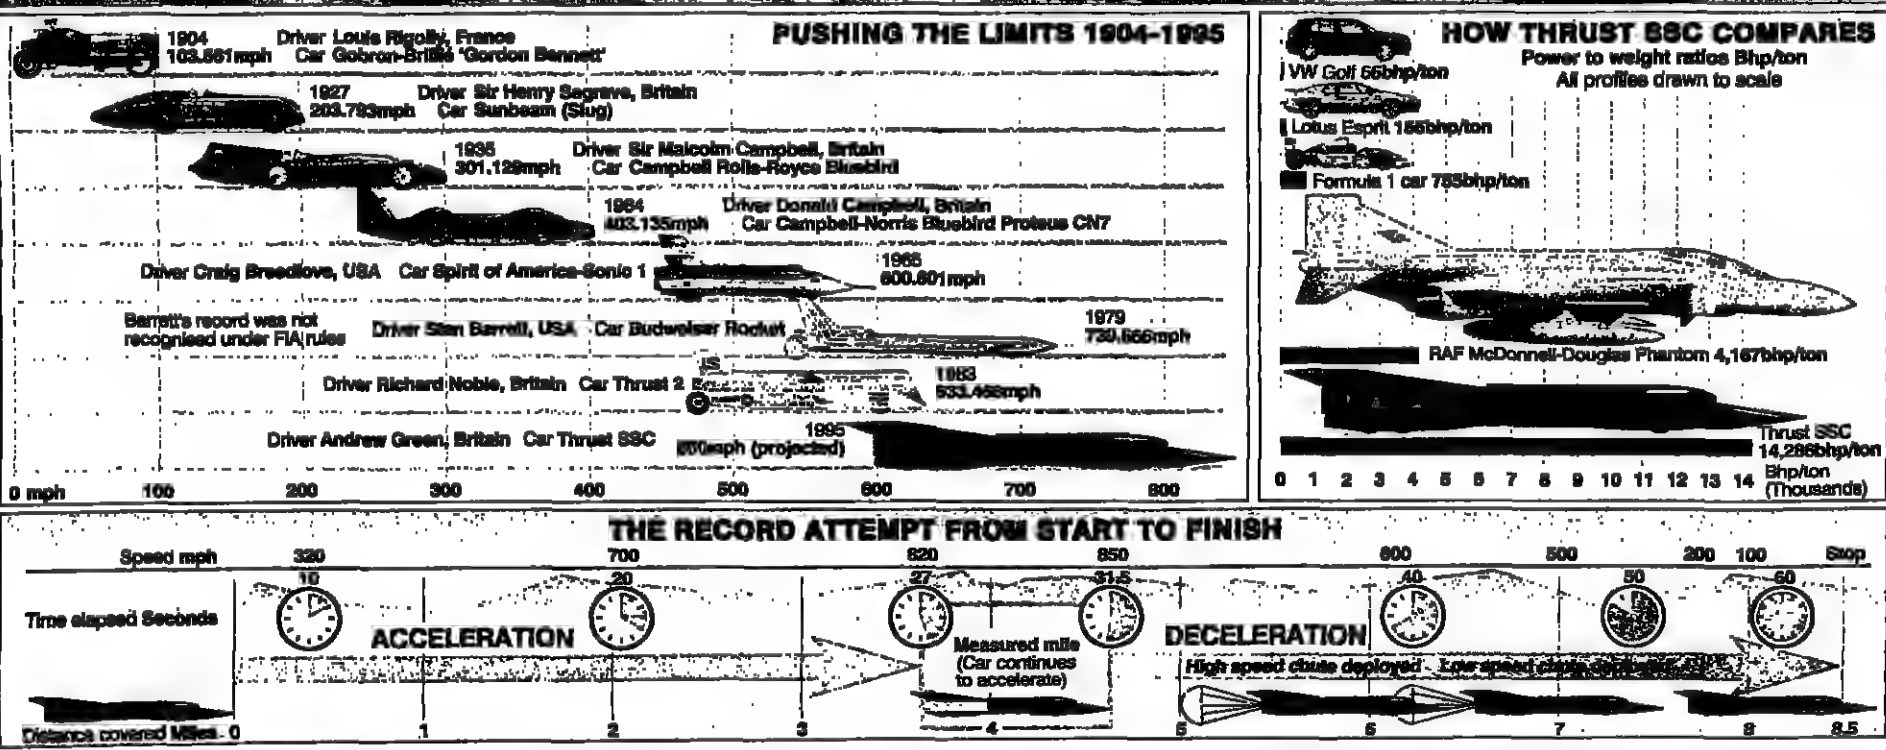 PUSHING THE LIMITS 1904-1995
1904 Driver Louis Rigolly, France
103.561mph Car Gobron-Brillié 'Gordon Bennett'
1927 Driver Sir Henry Segrave, Britain
203.793mph Car Sunbeam (Slug)
1935 Driver Sir Malcolm Campbell, Britain
301.129mph Car Campbell Rolls-Royce Bluebird
1964 Driver Donald Campbell, Britain
403.135mph Car Campbell-Norris Bluebird Proteus CN7
Driver Craig Breedlove, USA Car Spirit of America-Sonic 1
1965
600.601mph
Barrett's record was not
recognised under FIA rules
Driver Stan Barrett, USA Car Budweiser Rocket
1979
Driver Richard Noble, Britain Car Thrust 2
1983
Driver Andrew Green, Britain Car Thrust SSC
1995
(projected)
0 mph 100 200 300 400 500 600 700 800
HOW THRUST SSC COMPARES
Power to weight ratios Bhp/ton
All profiles drawn to scale
VW Golf
Lotus Esprit 155bhp/ton
Formula 1 car 755bhp/ton
RAF McDonnell-Douglas Phantom 4,167bhp/ton
Thrust SSC
14,286bhp/ton
0 1 2 3 4 5 6 7 8 9 10 11 12 13 14 Bhp/ton
(Thousands)
THE RECORD ATTEMPT FROM START TO FINISH
Speed mph 320 700 820 850 600 500 200 100 Stop
Time elapsed Seconds 10 20 27 31.5 40 50 60
ACCELERATION
Measured mile
(Car continues
to accelerate)
DECELERATION
High speed chute deployed Low speed chute deployed
Distance covered Miles 0 1 2 3 4 5 6 7 8 8.5